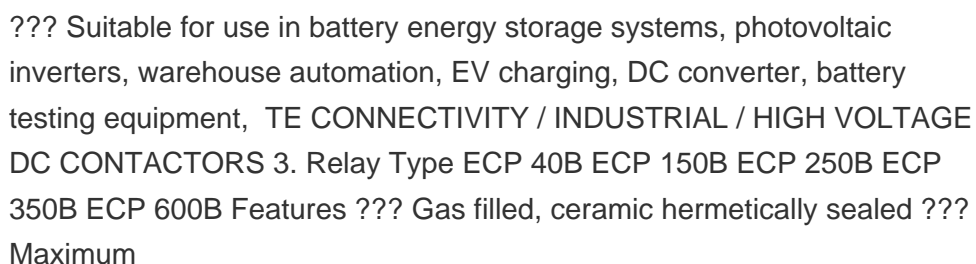 ??? Suitable for use in battery energy storage systems, photovoltaic
inverters, warehouse automation, EV charging, DC converter, battery
testing equipment,  TE CONNECTIVITY / INDUSTRIAL / HIGH VOLTAGE
DC CONTACTORS 3. Relay Type ECP 40B ECP 150B ECP 250B ECP
350B ECP 600B Features ??? Gas filled, ceramic hermetically sealed ???
Maximum